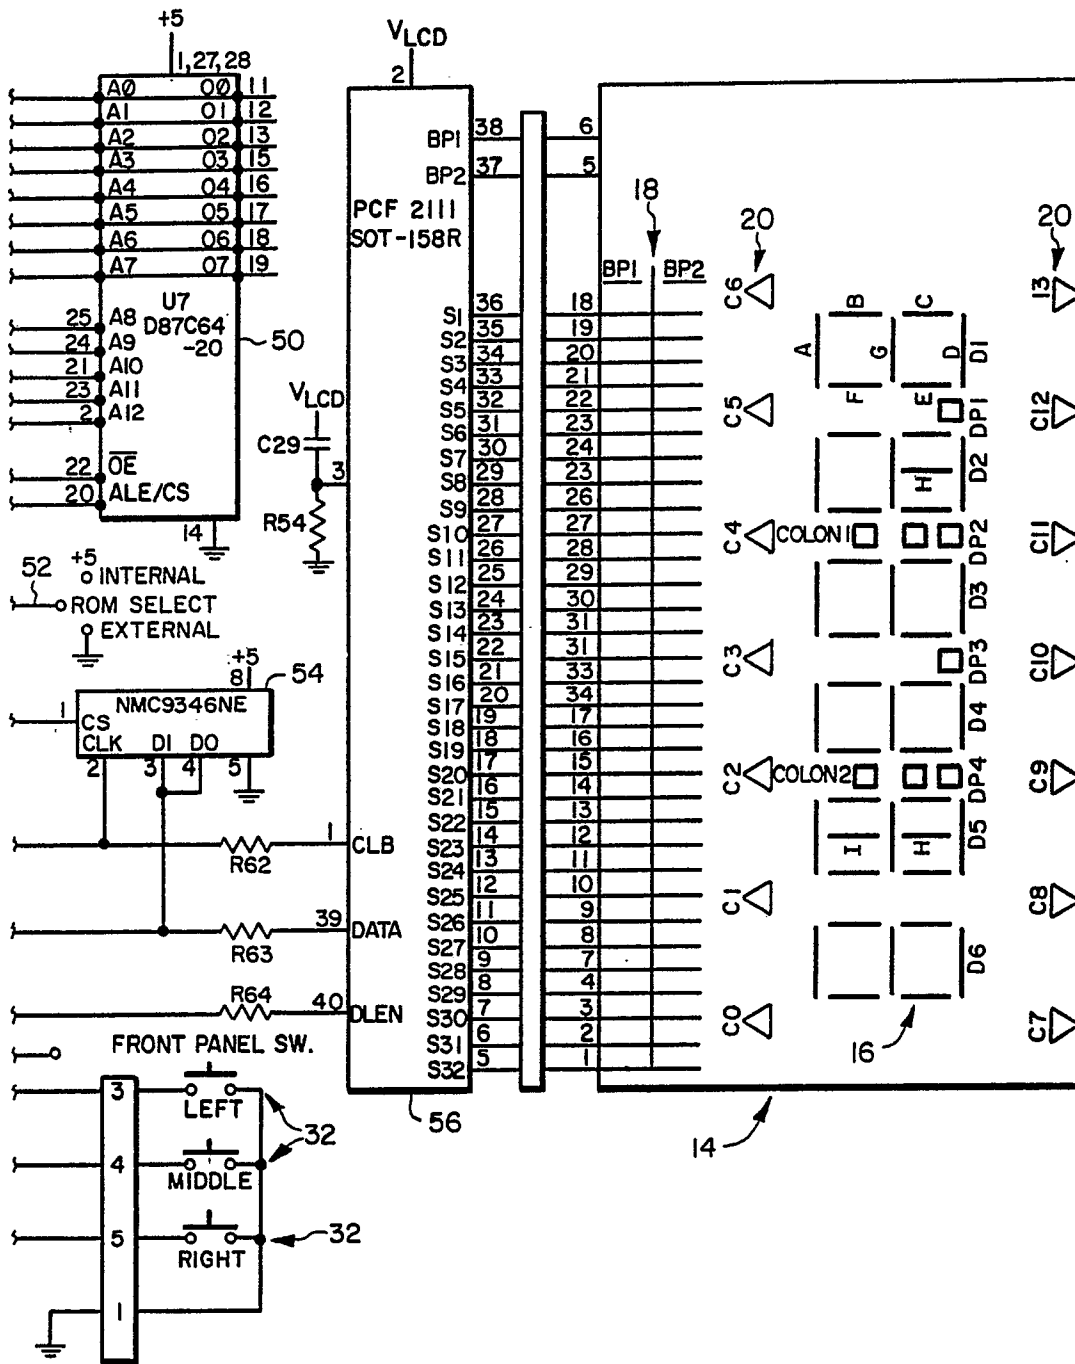 +5
1,27,28
A0 O0 11
A1 O1 12
A2 O2 13
A3 O3 15
A4 O4 16
A5 O5 17
A6 O6 18
A7 O7 19
U7
D87C64
-20
50
25 A8
24 A9
21 A10
23 A11
2 A12
22 OE
20 ALE/CS
14
+5
INTERNAL
52
ROM SELECT
EXTERNAL
+5
8
54
NMC9346NE
1 CS
CLK DI DO
2 3 4 5
R62
R63
R64
FRONT PANEL SW.
3
LEFT
32
4
MIDDLE
5
RIGHT
32
1
VLCD
2
PCF 2111
SOT-158R
VLCD
C29
3
R54
1 CLB
39 DATA
40 DLEN
56
BP1 38 6
BP2 37 5
S1 36 18
S2 35 19
S3 34 20
S4 33 21
S5 32 22
S6 31 23
S7 30 24
S8 29 23
S9 28 26
S10 27 27
S11 26 28
S12 25 29
S13 24 30
S14 23 31
S15 22 31
S16 21 33
S17 20 34
S18 19 17
S19 18 16
S20 17 15
S21 16 14
S22 15 13
S23 14 12
S24 13 11
S25 12 10
S26 11 9
S27 10 8
S28 9 7
S29 8 4
S30 7 3
S31 6 2
S32 5 1
18
BP1 BP2
20
20
C6
C5
C4
C3
C2
C1
C0
A
B
C
G
D
F
E
D1
DP1
D2
H
COLON1
DP2
D3
DP3
D4
COLON2
DP4
D5
I
H
D6
16
13
C12
C11
C10
C9
C8
C7
14